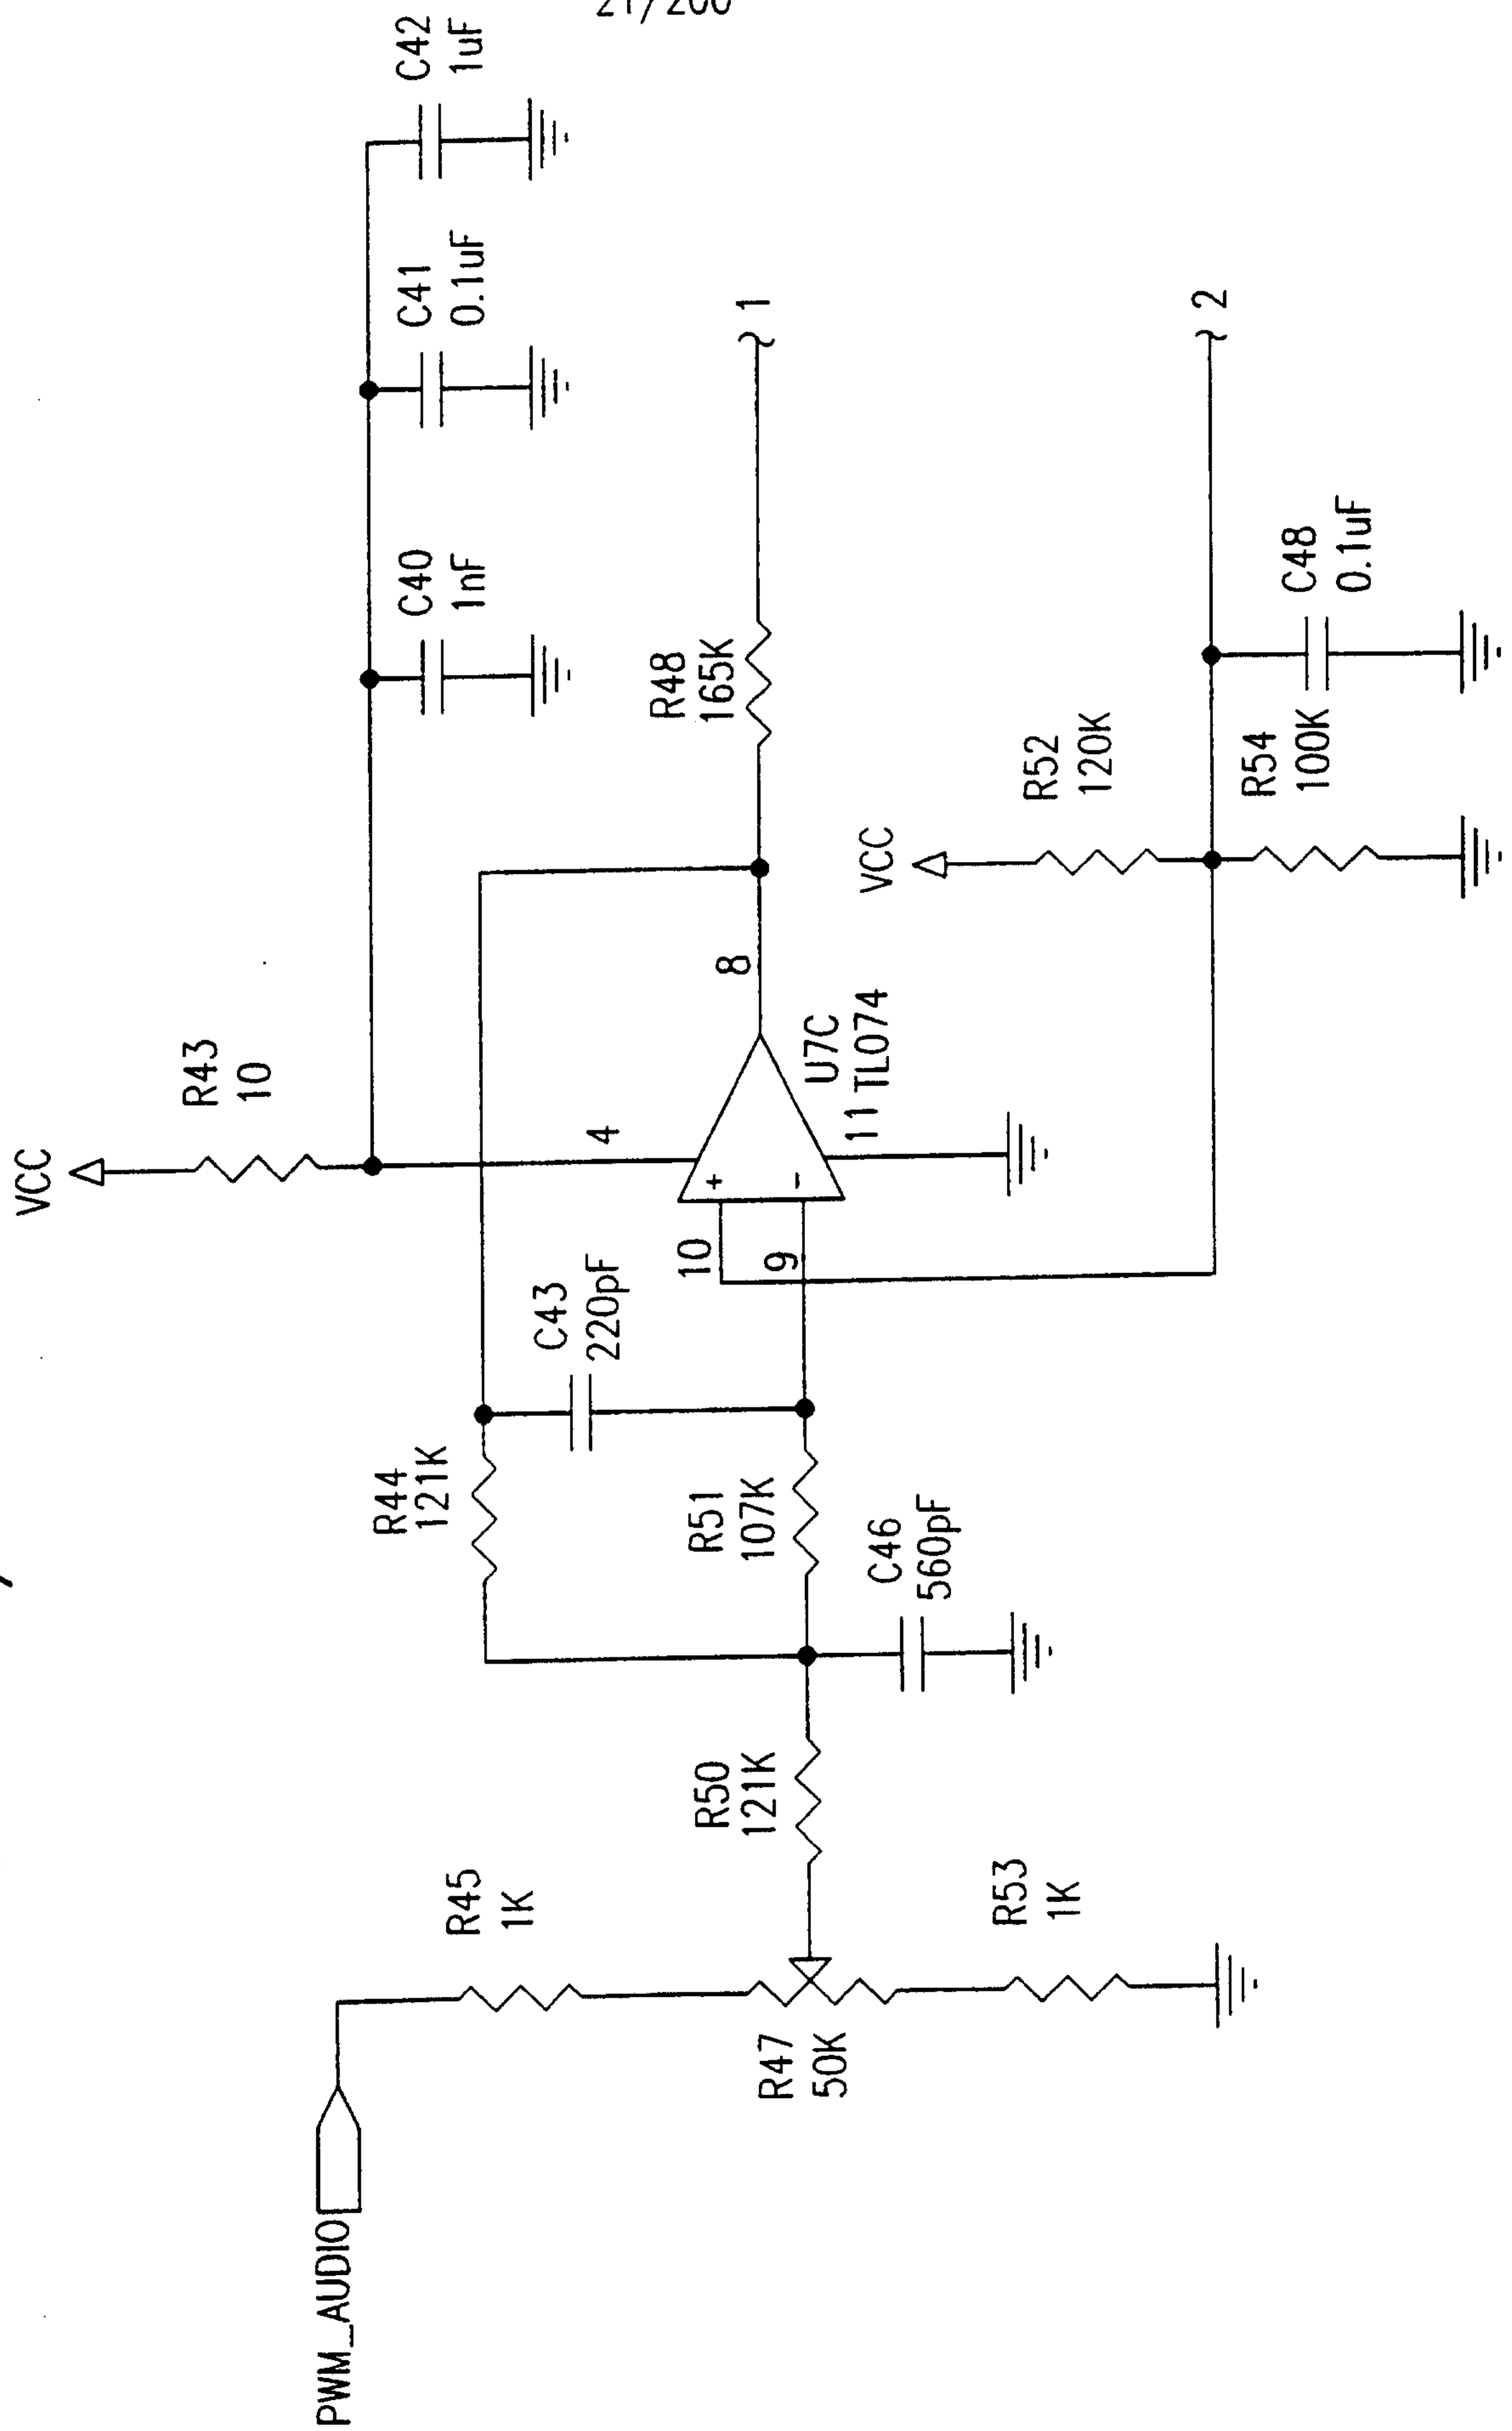 21/200
VCC
R43
10
C40
1nF
C41
0.1uF
C42
1uF
R44
121K
C43
220pF
4
8
R48
165K
1
10
9
+
-
U7C
TL074
11
PWM_AUDIO
R45
1K
R47
50K
R53
1K
R50
121K
R51
107K
C46
560pF
VCC
R52
120K
R54
100K
C48
0.1uF
2